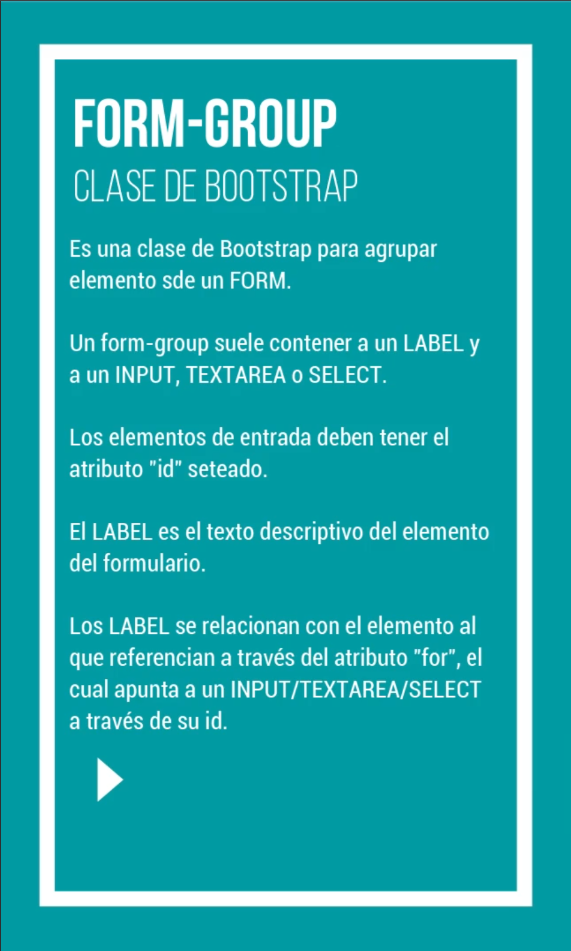 FORM-GROUP
CLASE DE BOOTSTRAP
Es una clase de Bootstrap para agrupar
elemento sde un FORM.
Un form-group suele contener a un LABEL y
a un INPUT, TEXTAREA o SELECT.
Los elementos de entrada deben tener el
atributo "id" seteado.
El LABEL es el texto descriptivo del elemento
del formulario.
Los LABEL se relacionan con el elemento al
que referencian a través del atributo "for", el
cual apunta a un INPUT/TEXTAREA/SELECT
a través de su id.